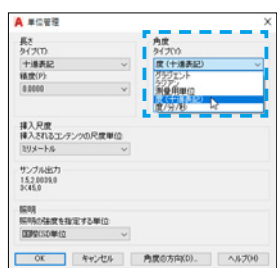 単位管理
長さ
タイプ(T):
十進表記
精度(P):
0.0000
角度
タイプ(Y):
度 (十進表記)
グラジエント
ラジアン
測量用単位
度 (十進表記)
度/分/秒
挿入尺度
挿入されるコンテンツの尺度単位:
ミリメートル
サンプル出力
1.5,2.0039,0
3<45,0
照明
照明の強度を指定する単位:
国際(SI)単位
OK
キャンセル
角度の方向(D)...
ヘルプ(H)